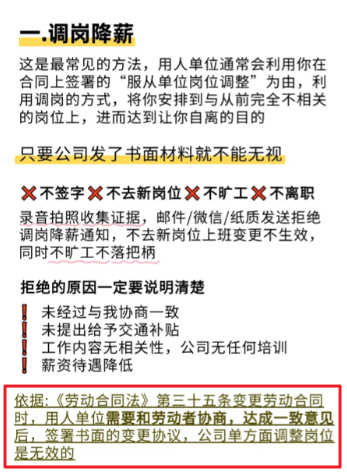 一.调岗降薪
这是最常见的方法，用人单位通常会利用你在
合同上签署的“服从单位岗位调整”为由，利
用调岗的方式，将你安排到与从前完全不相关
的岗位上，进而达到让你自离的目的
只要公司发了书面材料就不能无视
❌不签字❌不去新岗位❌不旷工❌不离职
录音拍照收集证据，邮件/微信/纸质发送拒绝
调岗降薪通知，不去新岗位上班变更不生效，
同时不旷工不落把柄
拒绝的原因一定要说明清楚
❗未经过与我协商一致
❗未提出给予交通补贴
❗工作内容无相关性，公司无任何培训
❗薪资待遇降低
依据:《劳动合同法》第三十五条变更劳动合同
时，用人单位需要和劳动者协商，达成一致意见
后，签署书面的变更协议，公司单方面调整岗位
是无效的